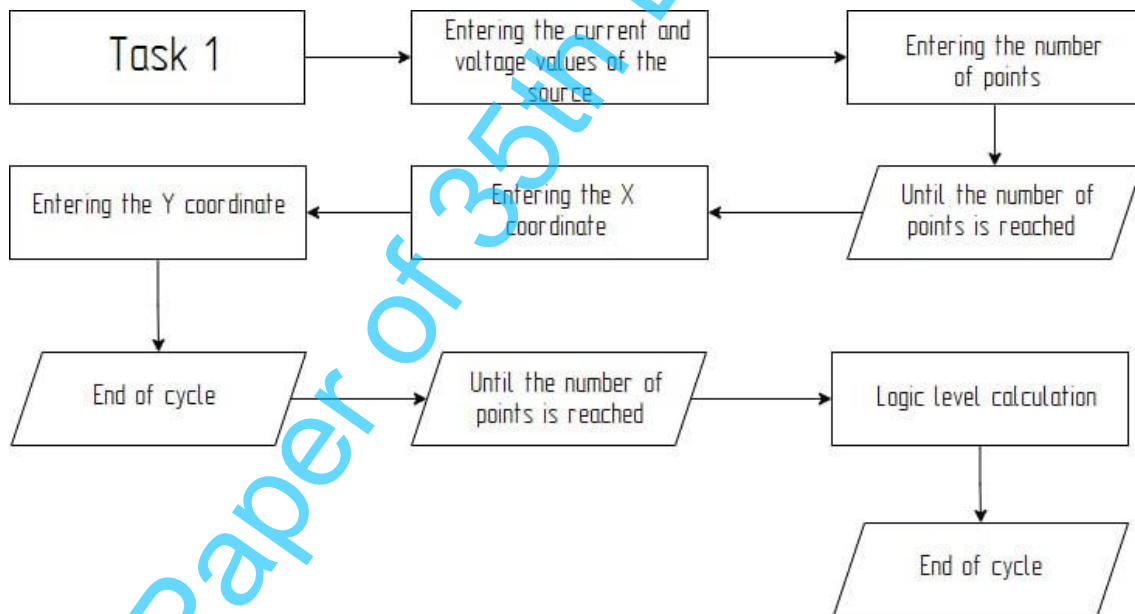 Task 1
Entering the current and
voltage values of the
source
Entering the number
of points
Until the number of
points is reached
Entering the X
coordinate
Entering the Y coordinate
End of cycle
Until the number of
points is reached
Logic level calculation
End of cycle
Paper of 35th